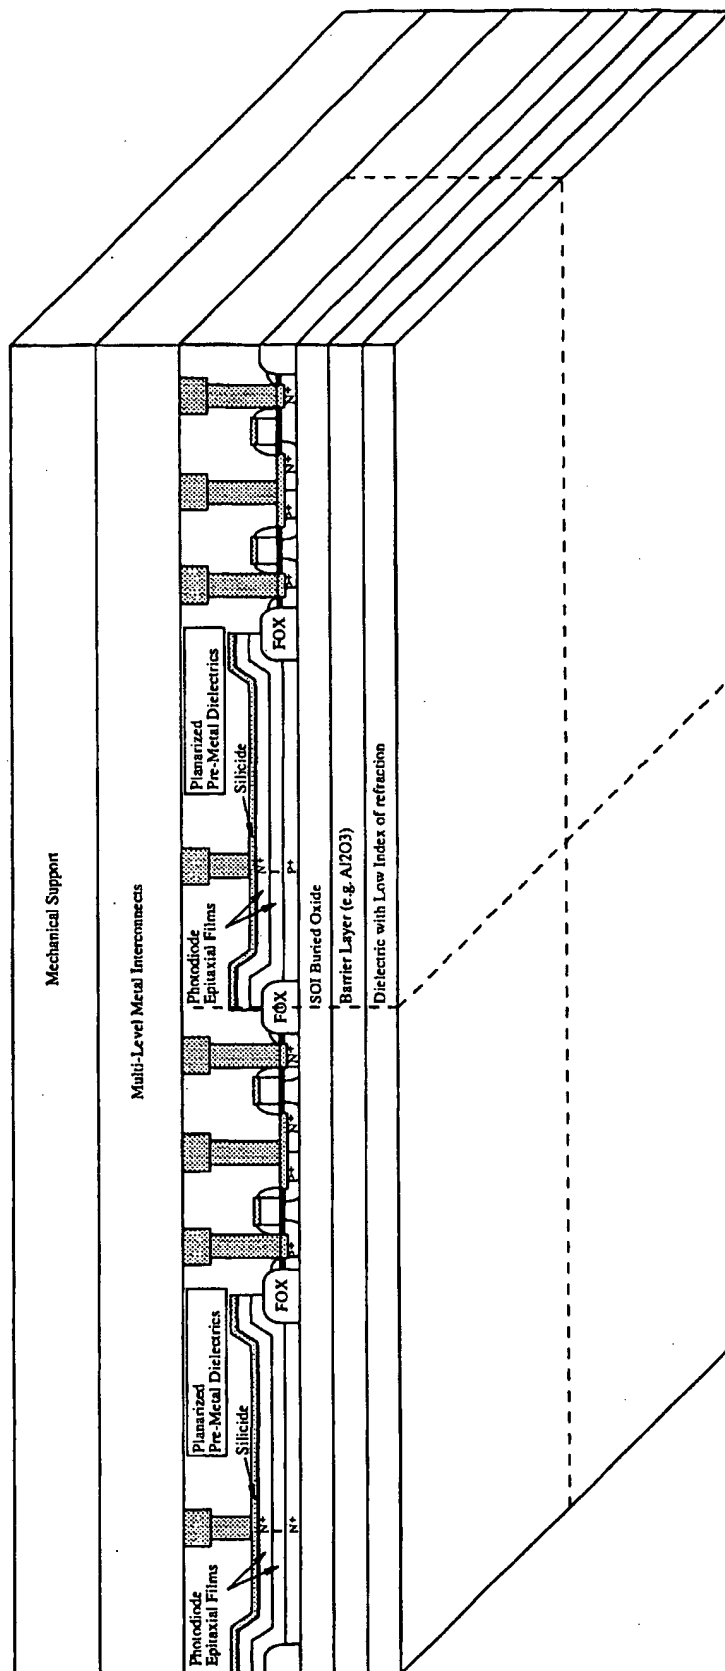 Mechanical Support
Multi-Level Metal Interconnects
Photodiode
Epitaxial Films
Planarized
Pre-Metal Dielectrics
Silicide
N+
I
N+
FOX
P+
P+
N+
N+
FOX
Photodiode
Epitaxial Films
Planarized
Pre-Metal Dielectrics
Silicide
N+
I
P+
FOX
P+
P+
N+
N+
SOI Buried Oxide
Barrier Layer (e.g. Al2O3)
Dielectric with Low Index of refraction